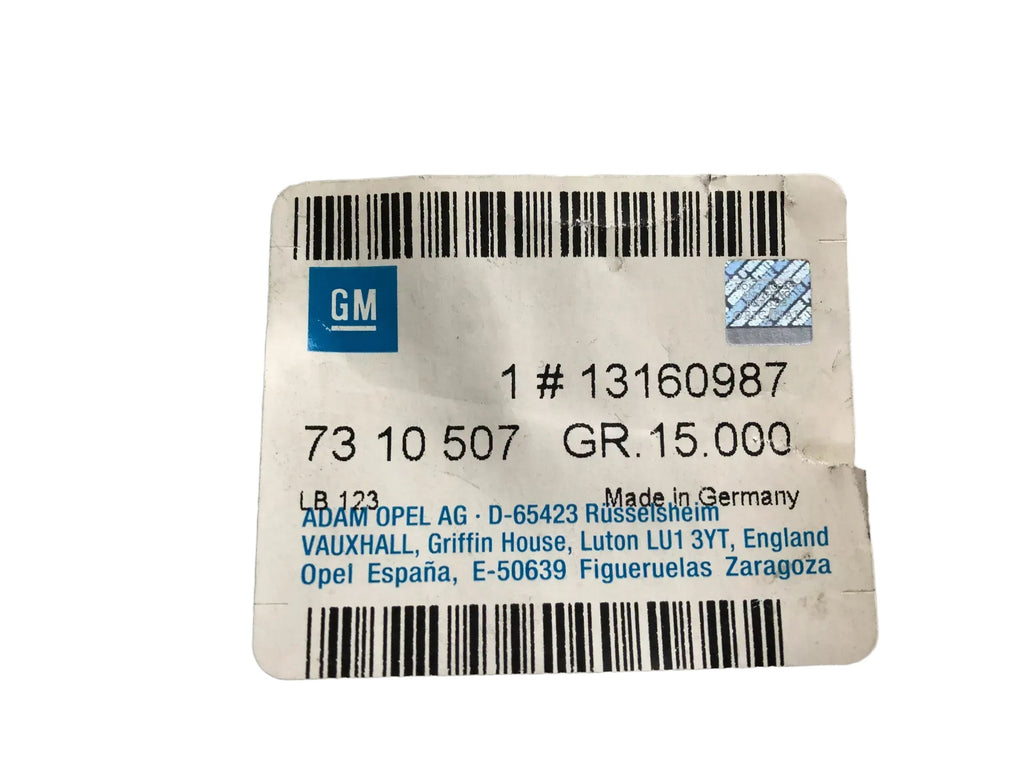 GM
1 # 13160987
73 10 507 GR. 15.000
LB 123 Made in Germany
ADAM OPEL AG · D-65423 Rüsselsheim
VAUXHALL, Griffin House, Luton LU1 3YT, England
Opel España, E-50639 Figueruelas Zaragoza